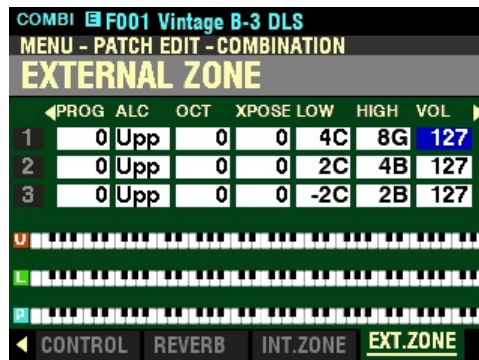 COMBI E F001 Vintage B-3 DLS
MENU - PATCH EDIT - COMBINATION
EXTERNAL ZONE
PROG ALC OCT XPOSE LOW HIGH VOL
1 0 Upp 0 0 4C 8G 127
2 0 Upp 0 0 2C 4B 127
3 0 Upp 0 0 -2C 2B 127
U
L
P
CONTROL REVERB INT.ZONE EXT.ZONE